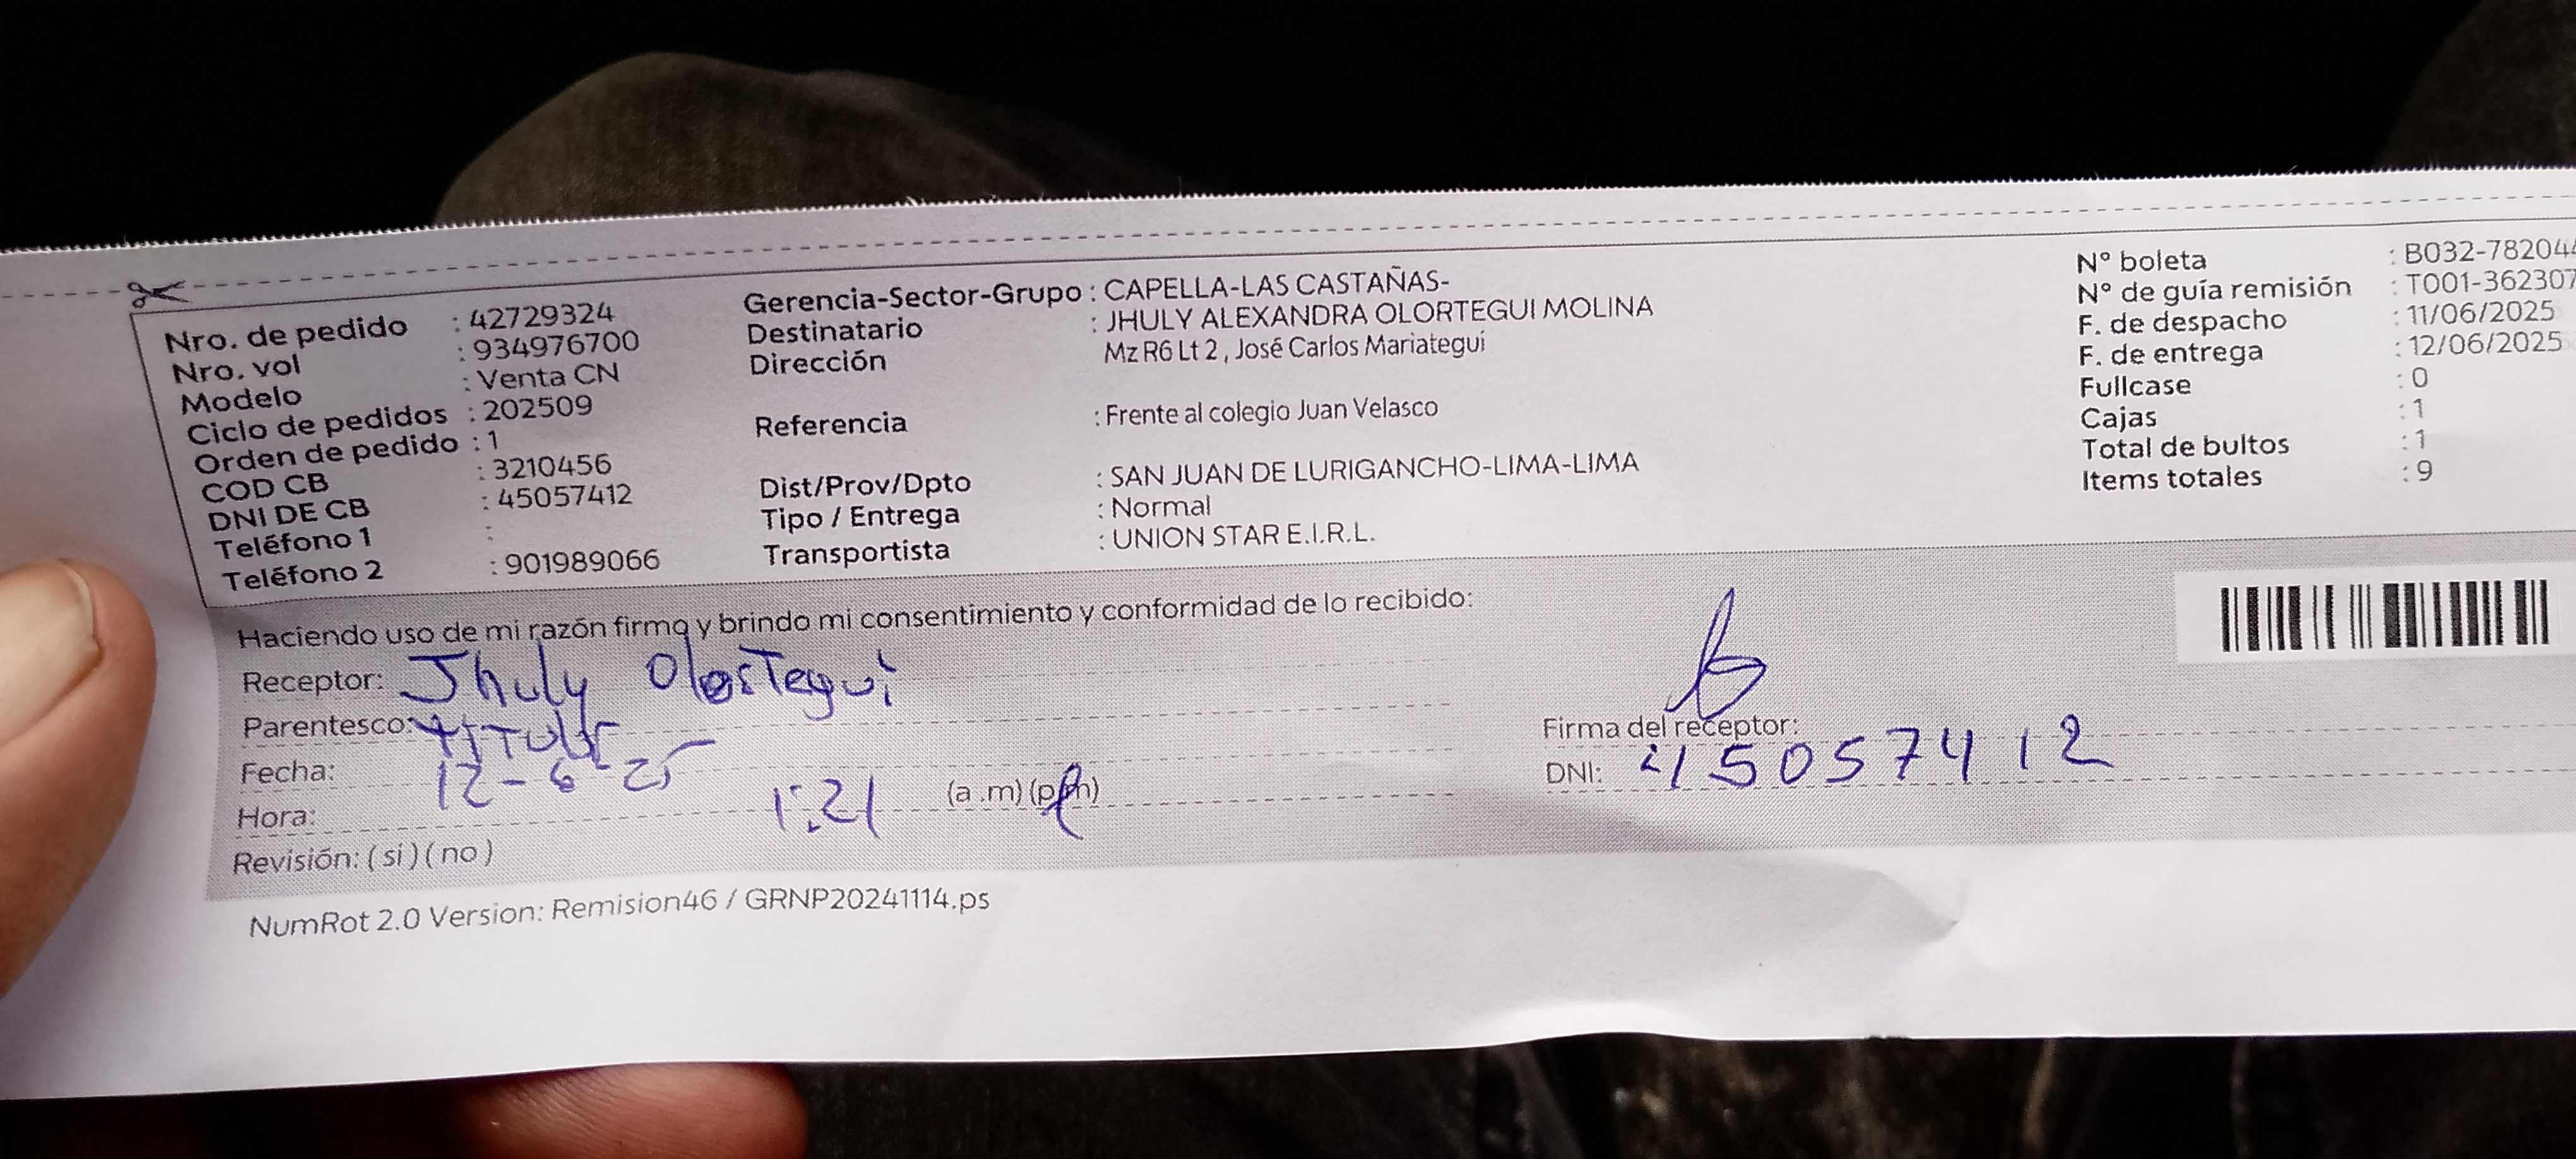 Nro. de pedido : 42729324
Nro. vol : 934976700
Modelo : Venta CN
Ciclo de pedidos : 202509
Orden de pedido : 1
COD CB : 3210456
DNI DE CB : 45057412
Teléfono 1 :
Teléfono 2 : 901989066
Gerencia-Sector-Grupo : CAPELLA-LAS CASTAÑAS-
Destinatario : JHULY ALEXANDRA OLORTEGUI MOLINA
Dirección Mz R6 Lt 2 , José Carlos Mariategui
Referencia : Frente al colegio Juan Velasco
Dist/Prov/Dpto : SAN JUAN DE LURIGANCHO-LIMA-LIMA
Tipo / Entrega : Normal
Transportista : UNION STAR E.I.R.L.
N° boleta : B032-78204
N° de guía remisión : T001-362307
F. de despacho : 11/06/2025
F. de entrega : 12/06/2025
Fullcase : 0
Cajas : 1
Total de bultos : 1
Items totales : 9
Haciendo uso de mi razón firmo y brindo mi consentimiento y conformidad de lo recibido:
Receptor: Jhuly Olortegui
Parentesco:
Fecha: 12-6-25
Hora: 1:21 (a .m) (p.m)
Revisión: ( si ) ( no )
Firma del receptor:
DNI: 45057412
NumRot 2.0 Version: Remision46 / GRNP20241114.ps